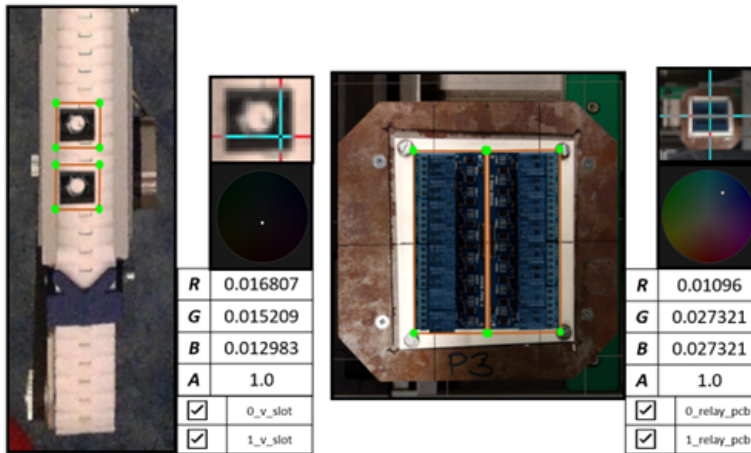 R 0.016807
G 0.015209
B 0.012983
A 1.0
0_v_slot
1_v_slot
P3
R 0.01096
G 0.027321
B 0.027321
A 1.0
0_relay_pcb
1_relay_pcb